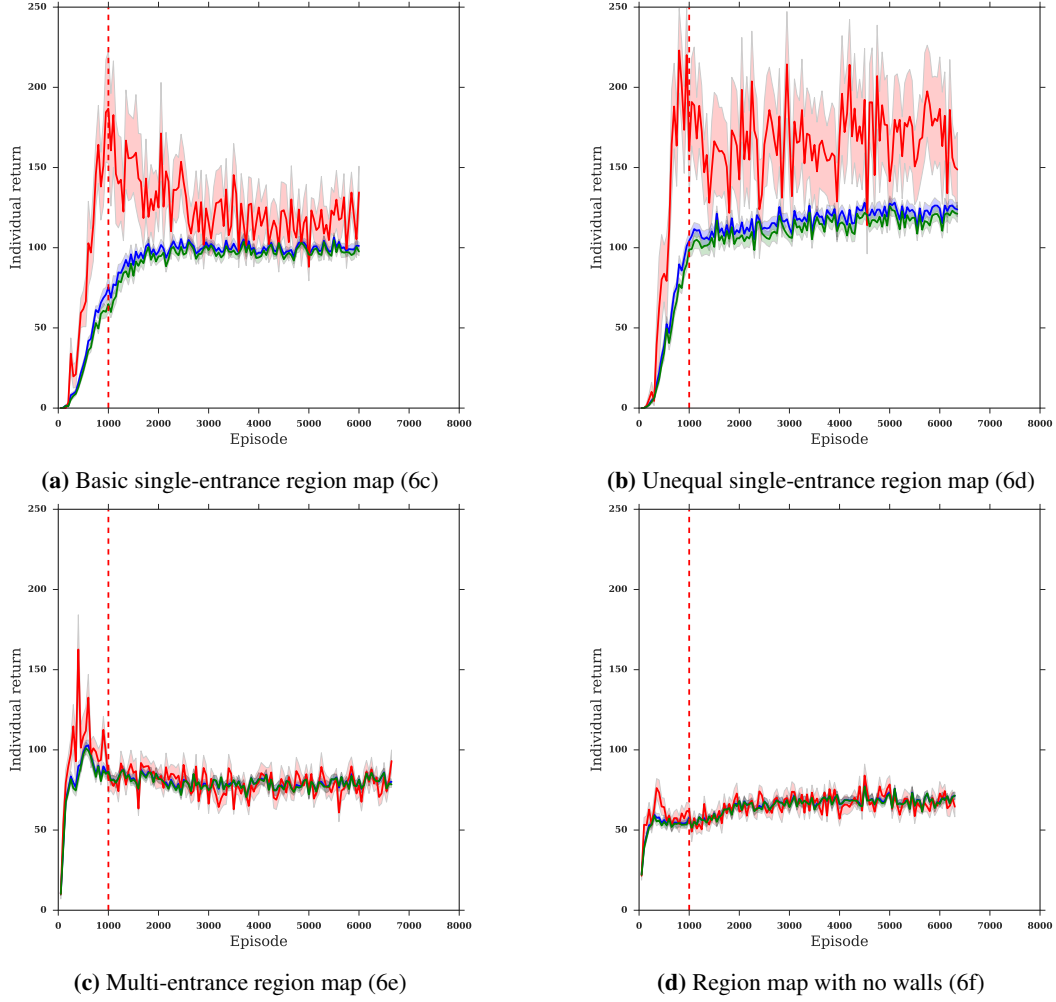 250
200
150
100
50
0
Individual return
0 1000 2000 3000 4000 5000 6000 7000 8000
Episode
(a) Basic single-entrance region map (6c)
250
200
150
100
50
0
Individual return
0 1000 2000 3000 4000 5000 6000 7000 8000
Episode
(b) Unequal single-entrance region map (6d)
250
200
150
100
50
0
Individual return
0 1000 2000 3000 4000 5000 6000 7000 8000
Episode
(c) Multi-entrance region map (6e)
250
200
150
100
50
0
Individual return
0 1000 2000 3000 4000 5000 6000 7000 8000
Episode
(d) Region map with no walls (6f)